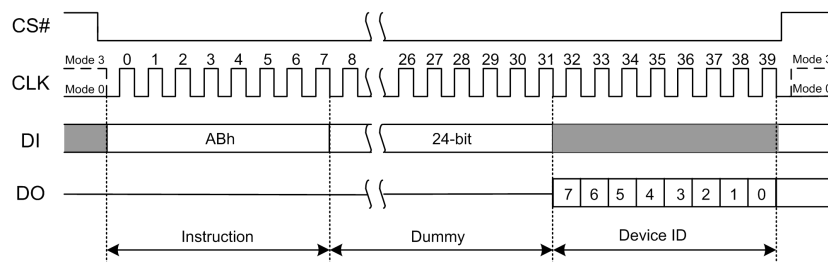 CS#
Mode 3 0 1 2 3 4 5 6 7 8 26 27 28 29 30 31 32 33 34 35 36 37 38 39 Mode 3
CLK
Mode 0 Mode 0
DI ABh 24-bit
DO 7 6 5 4 3 2 1 0
Instruction Dummy Device ID